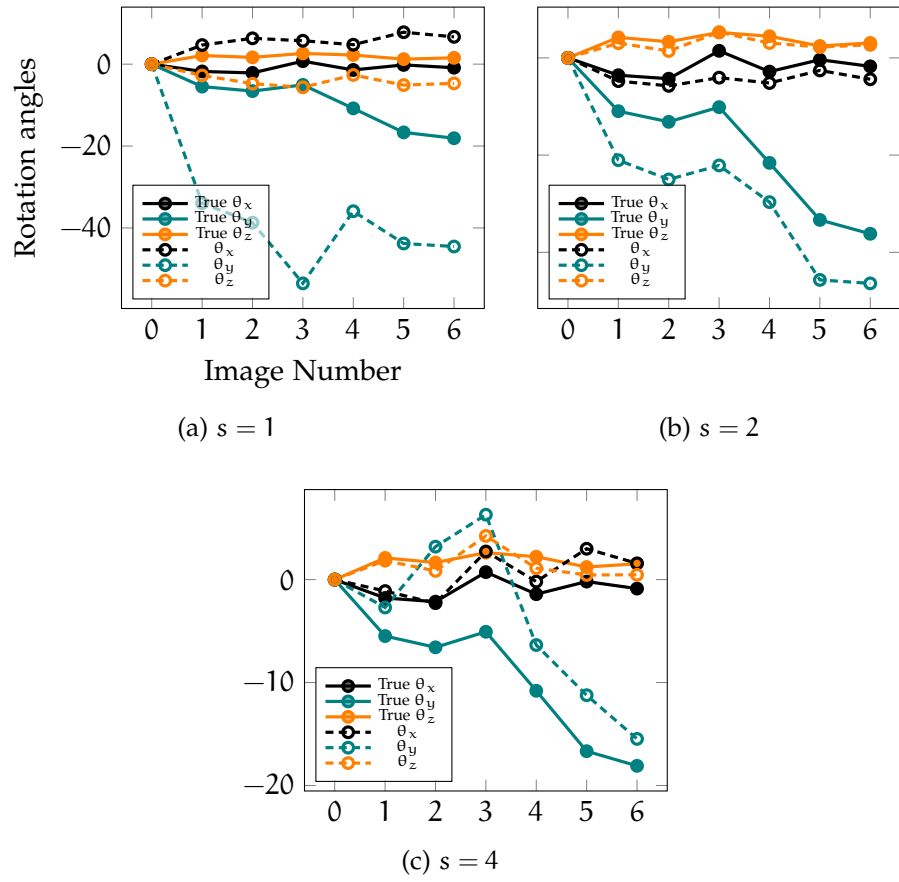 Rotation angles
0
−20
−40
True θx
True θy
True θz
θx
θy
θz
0 1 2 3 4 5 6
Image Number
(a) s = 1
True θx
True θy
True θz
θx
θy
θz
0 1 2 3 4 5 6
(b) s = 2
0
−10
−20
True θx
True θy
True θz
θx
θy
θz
0 1 2 3 4 5 6
(c) s = 4